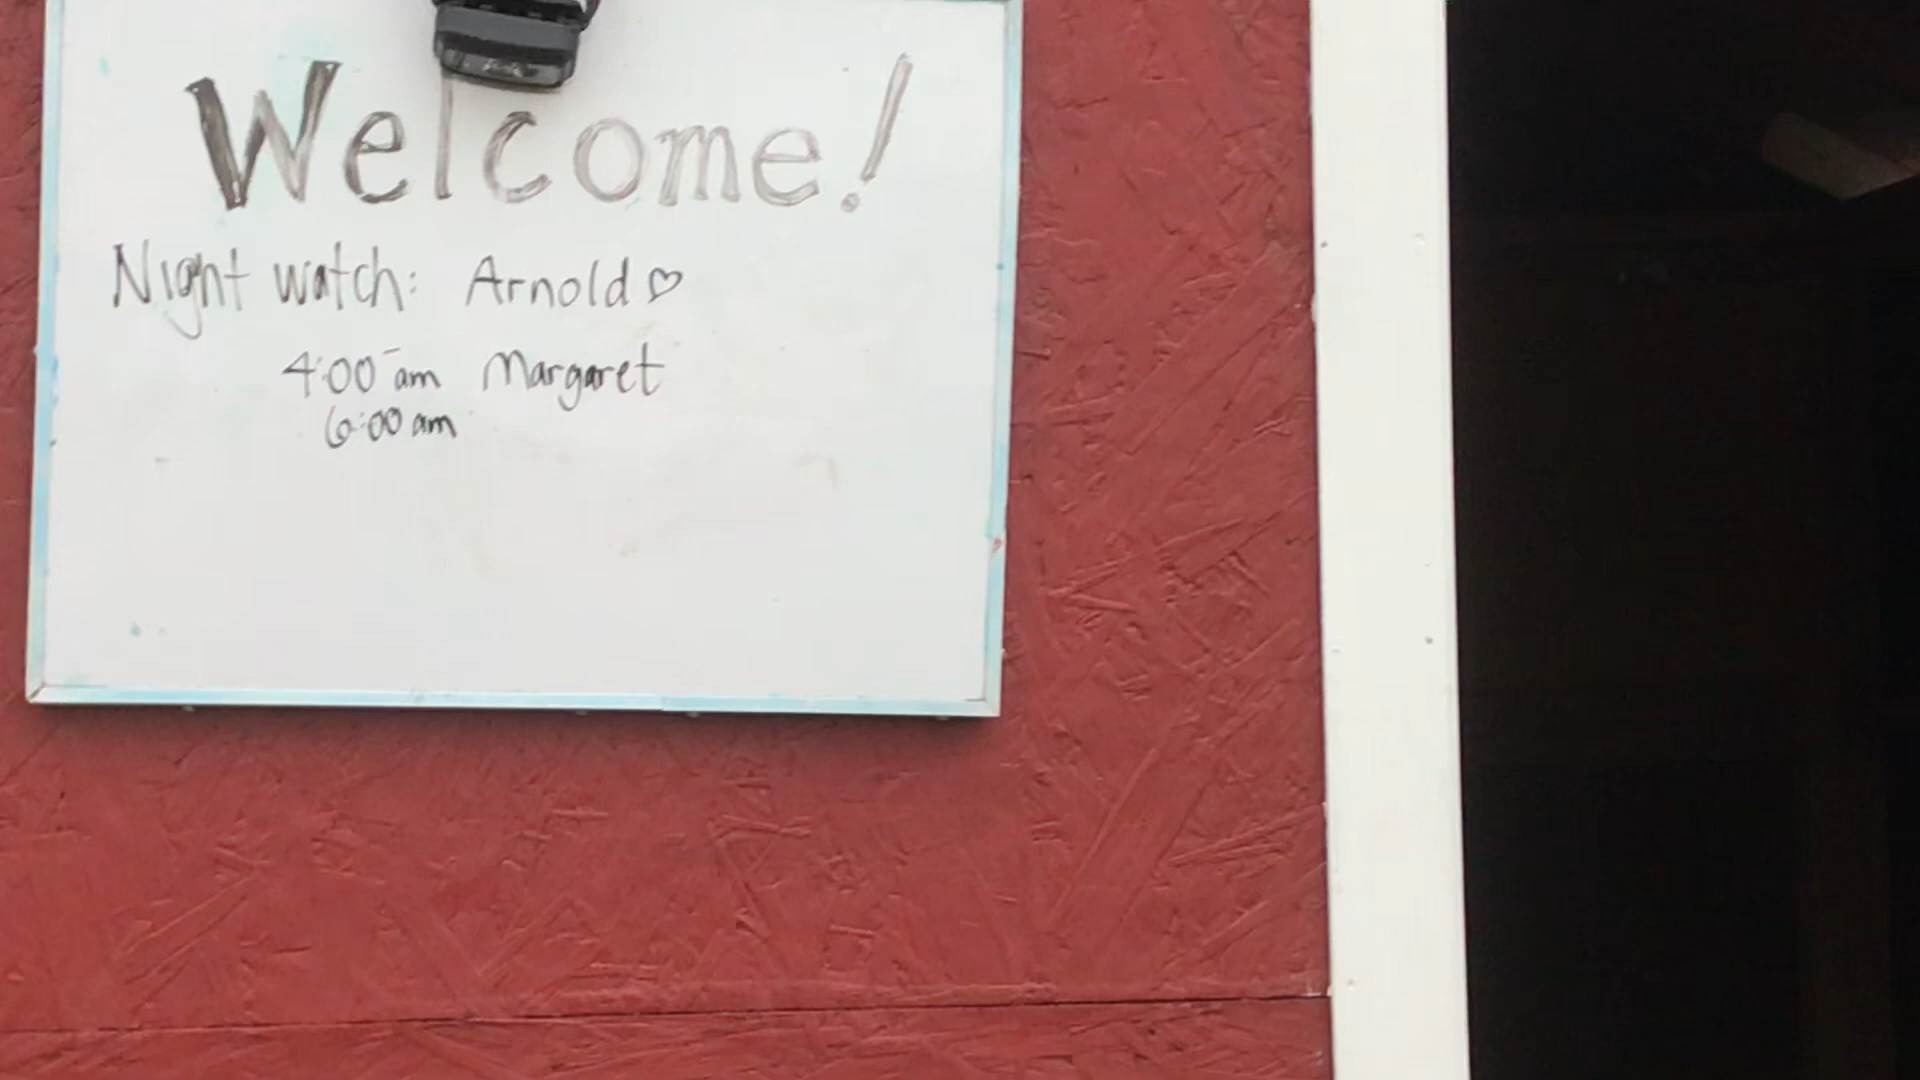 Welcome!
Night watch: Arnold♡
4:00 am Margaret
6:00 am